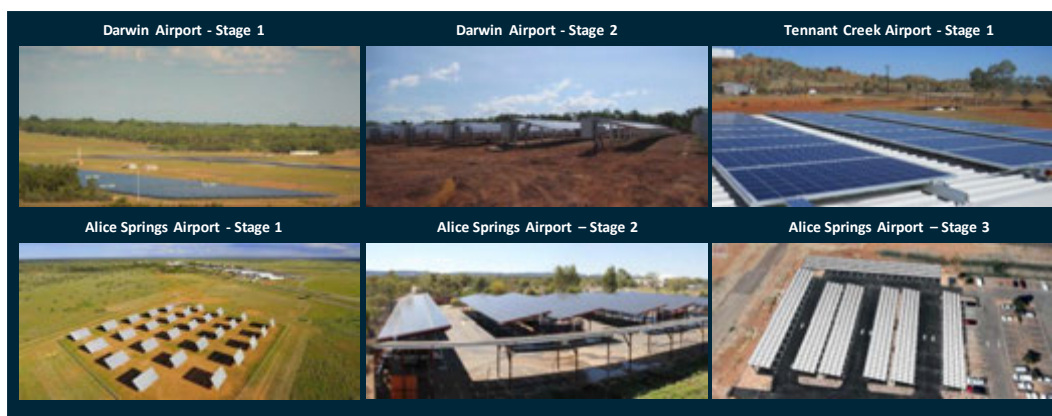 Darwin Airport - Stage 1
Darwin Airport - Stage 2
Tennant Creek Airport - Stage 1
Alice Springs Airport - Stage 1
Alice Springs Airport – Stage 2
Alice Springs Airport – Stage 3